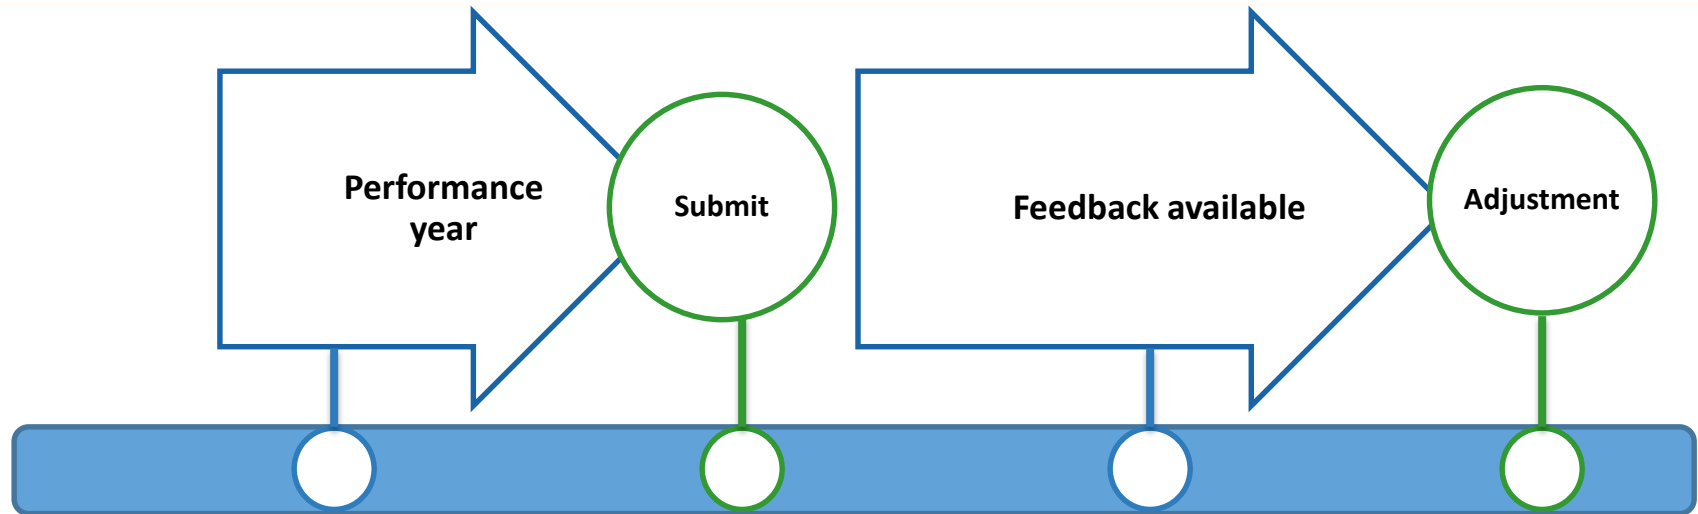 Performance
year
Submit
Feedback available
Adjustment